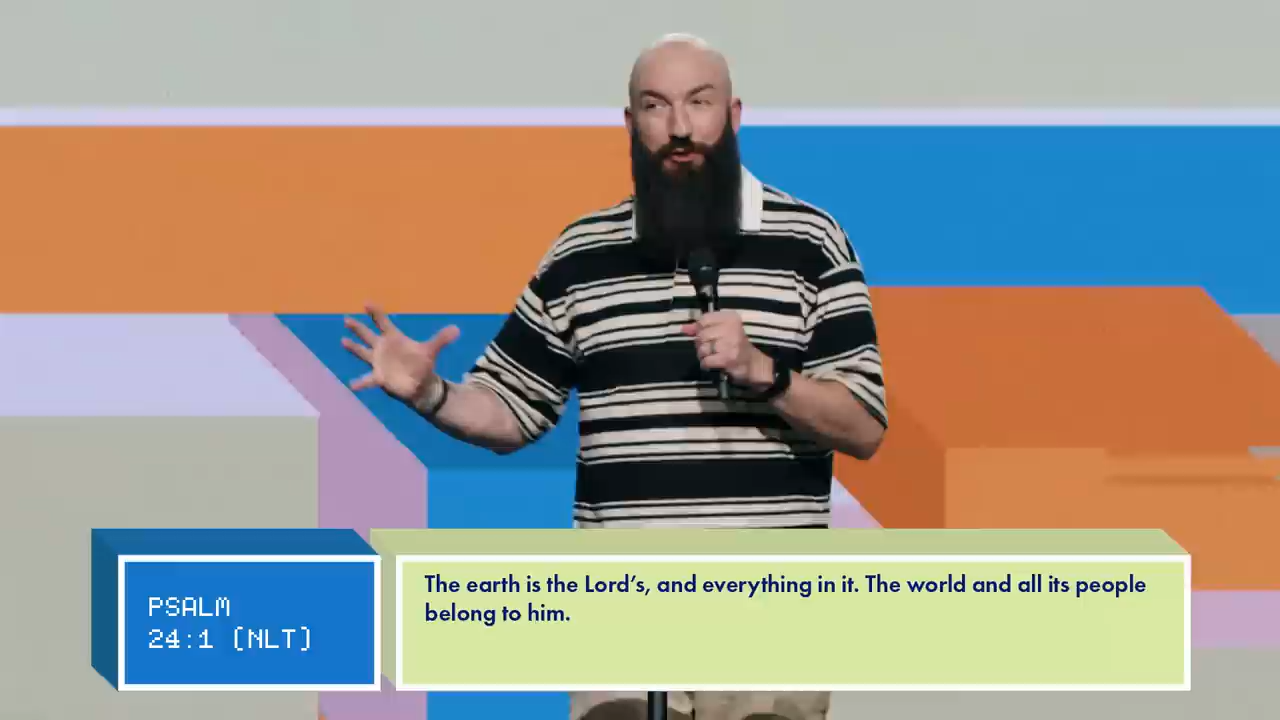 PSALM
24:1 [NLT]
The earth is the Lord’s, and everything in it. The world and all its people
belong to him.